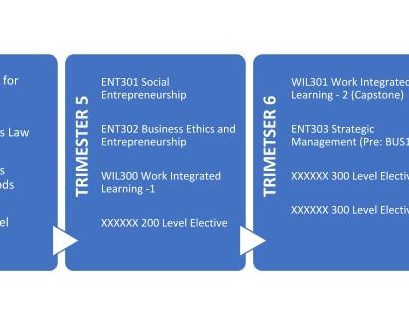 for
s Law
s
ods
el
TRIMESTER 5
ENT301 Social
Entrepreneurship
ENT302 Business Ethics and
Entrepreneurship
WIL300 Work Integrated
Learning -1
XXXXXX 200 Level Elective
TRIMETSER 6
WIL301 Work Integrated
Learning - 2 (Capstone)
ENT303 Strategic
Management (Pre: BUS1
XXXXXX 300 Level Electiv
XXXXXX 300 Level Electiv